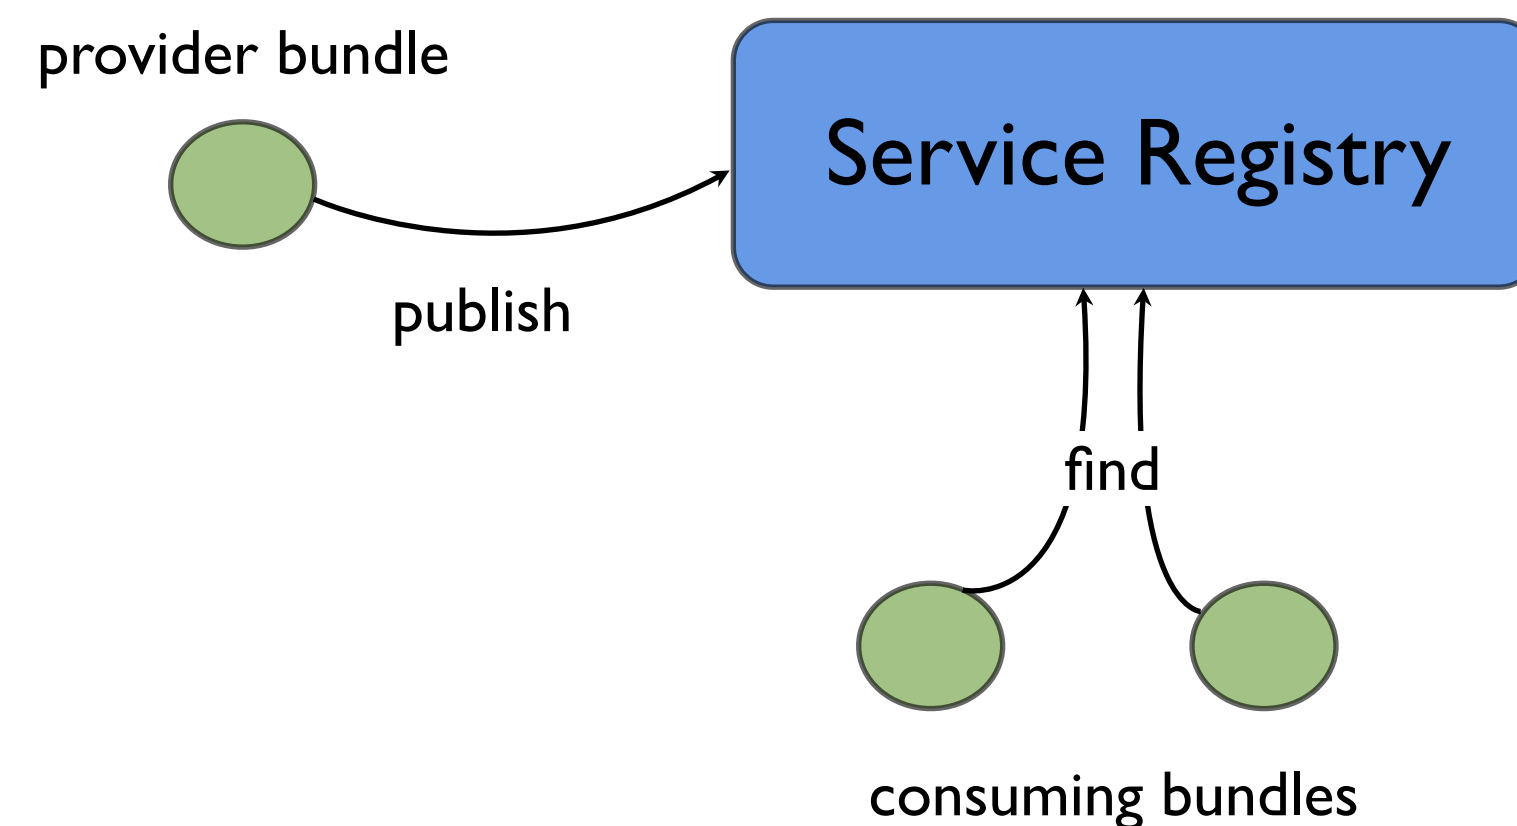 provider bundle
Service Registry
publish
find
consuming bundles